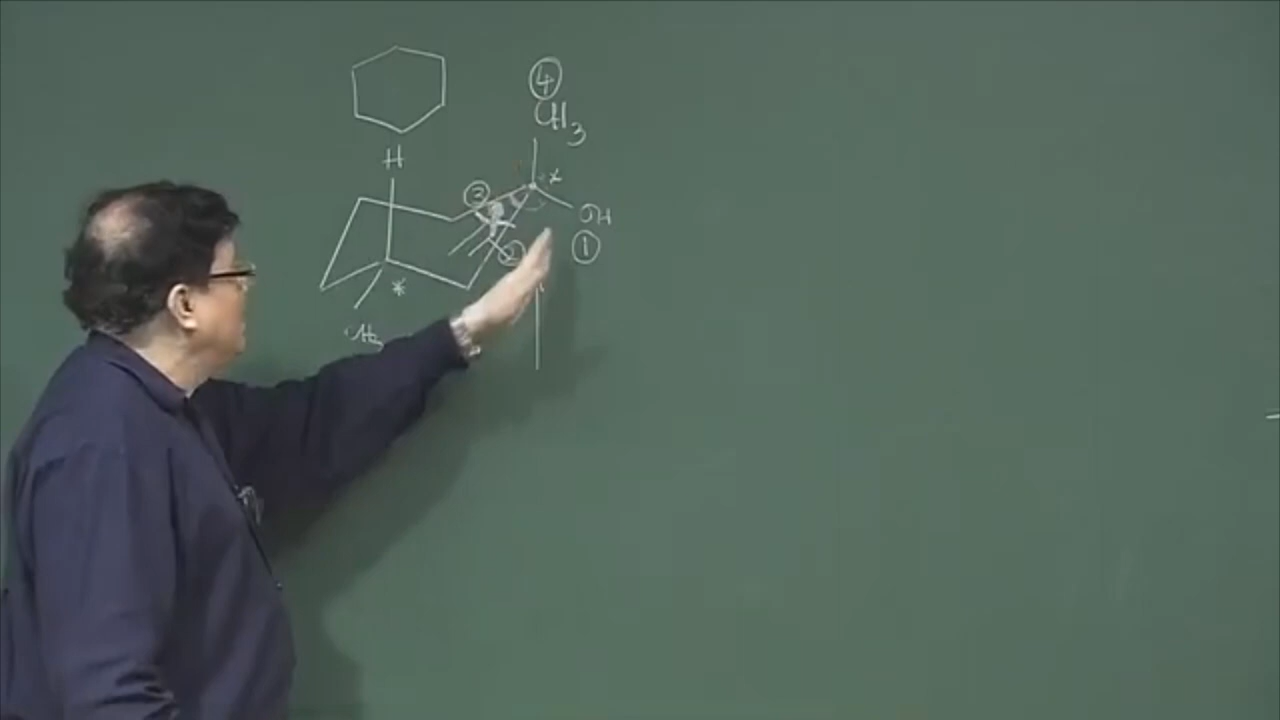 ④
CH3
H
③
*
OH
②
①
*
CH3